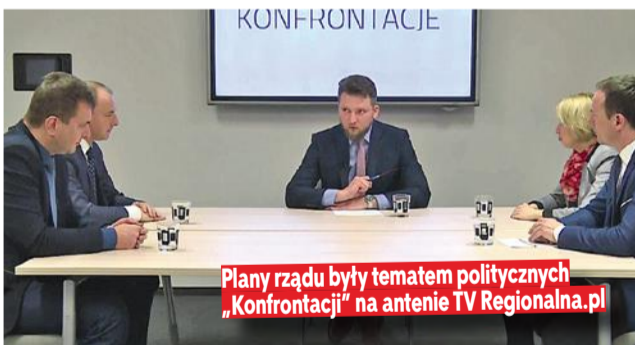 KONFRONTACJE
Plany rządu były tematem politycznych
„Konfrontacji” na antenie TV Regionalna.pl